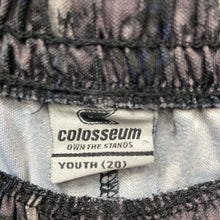 colosseum
OWN THE STANDS
YOUTH (20)